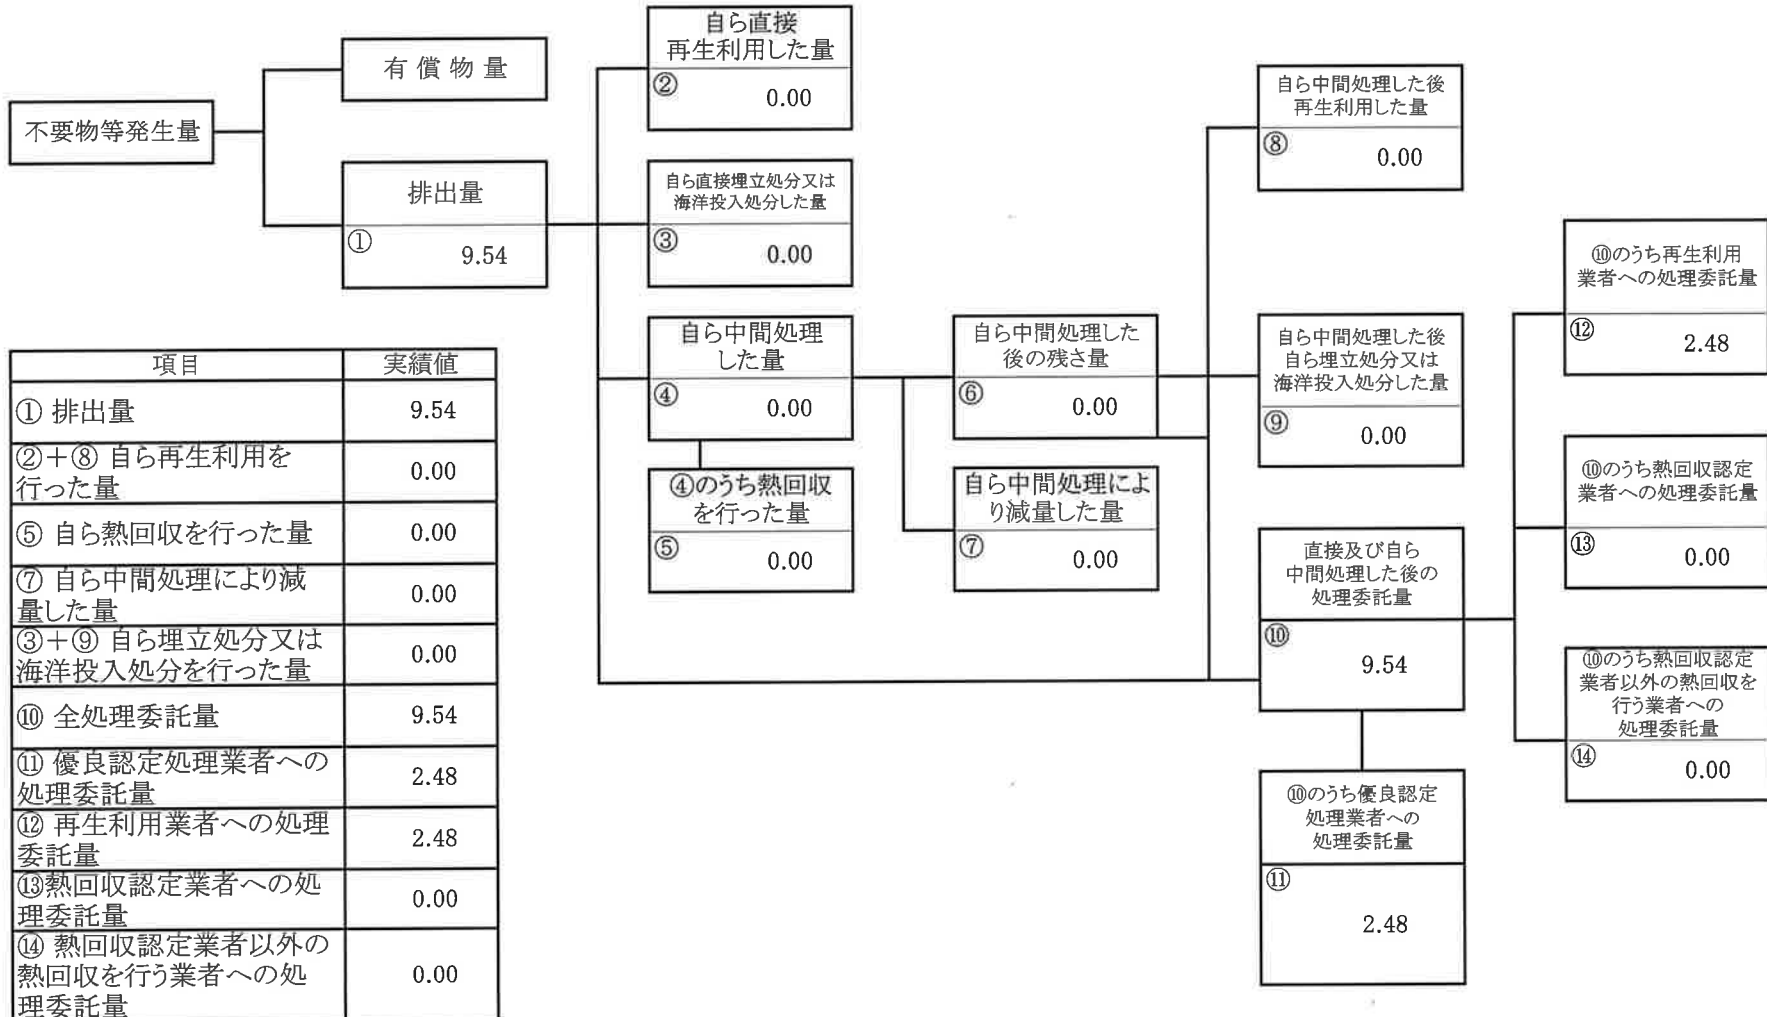 不要物等発生量
有償物量
排出量
①
9.54
自ら直接
再生利用した量
②
0.00
自ら直接埋立処分又は
海洋投入処分した量
③
0.00
自ら中間処理
した量
④
0.00
④のうち熱回収
を行った量
⑤
0.00
自ら中間処理した
後の残さ量
⑥
0.00
自ら中間処理によ
り減量した量
⑦
0.00
自ら中間処理した後
再生利用した量
⑧
0.00
自ら中間処理した後
自ら埋立処分又は
海洋投入処分した量
⑨
0.00
直接及び自ら
中間処理した後の
処理委託量
⑩
9.54
⑩のうち優良認定
処理業者への
処理委託量
⑪
2.48
⑩のうち再生利用
業者への処理委託量
⑫
2.48
⑩のうち熱回収認定
業者への処理委託量
⑬
0.00
⑩のうち熱回収認定
業者以外の熱回収を
行う業者への
処理委託量
⑭
0.00
項目 実績値
① 排出量 9.54
②+⑧ 自ら再生利用を
行った量 0.00
⑤ 自ら熱回収を行った量 0.00
⑦ 自ら中間処理により減
量した量 0.00
③+⑨ 自ら埋立処分又は
海洋投入処分を行った量 0.00
⑩ 全処理委託量 9.54
⑪ 優良認定処理業者への
処理委託量 2.48
⑫ 再生利用業者への処理
委託量 2.48
⑬熱回収認定業者への処
理委託量 0.00
⑭ 熱回収認定業者以外の
熱回収を行う業者への処
理委託量 0.00